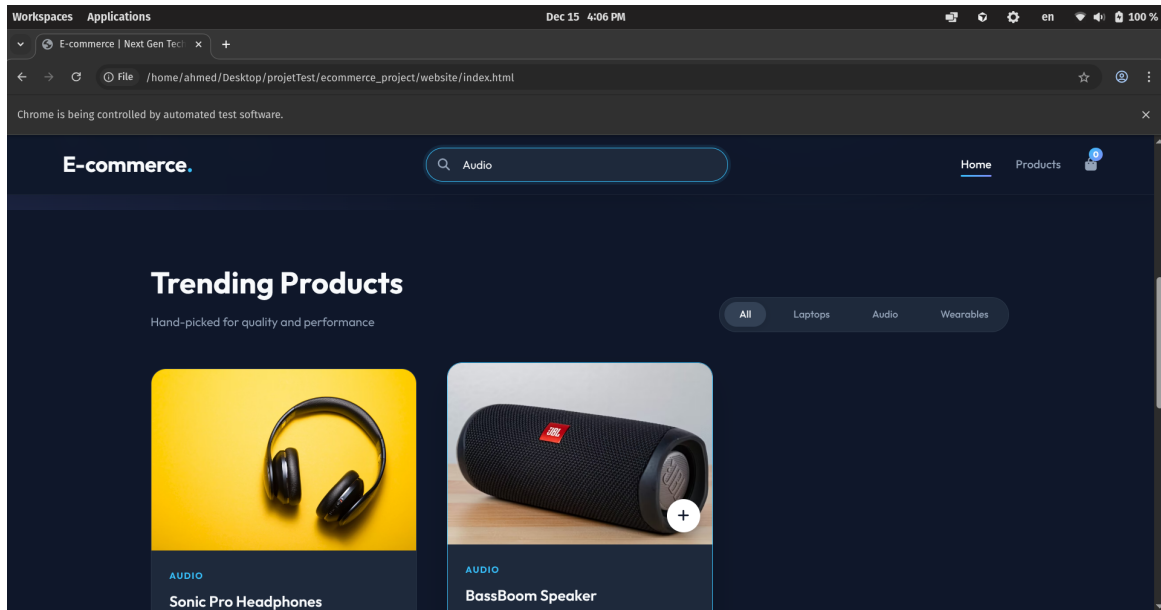 Workspaces Applications Dec 15 4:06 PM en 100 %
E-commerce | Next Gen Tech
File /home/ahmed/Desktop/projetTest/ecommerce_project/website/index.html
Chrome is being controlled by automated test software.
E-commerce. Audio Home Products 0
Trending Products
Hand-picked for quality and performance
All Laptops Audio Wearables
JBL
JBL
AUDIO
Sonic Pro Headphones
AUDIO
BassBoom Speaker